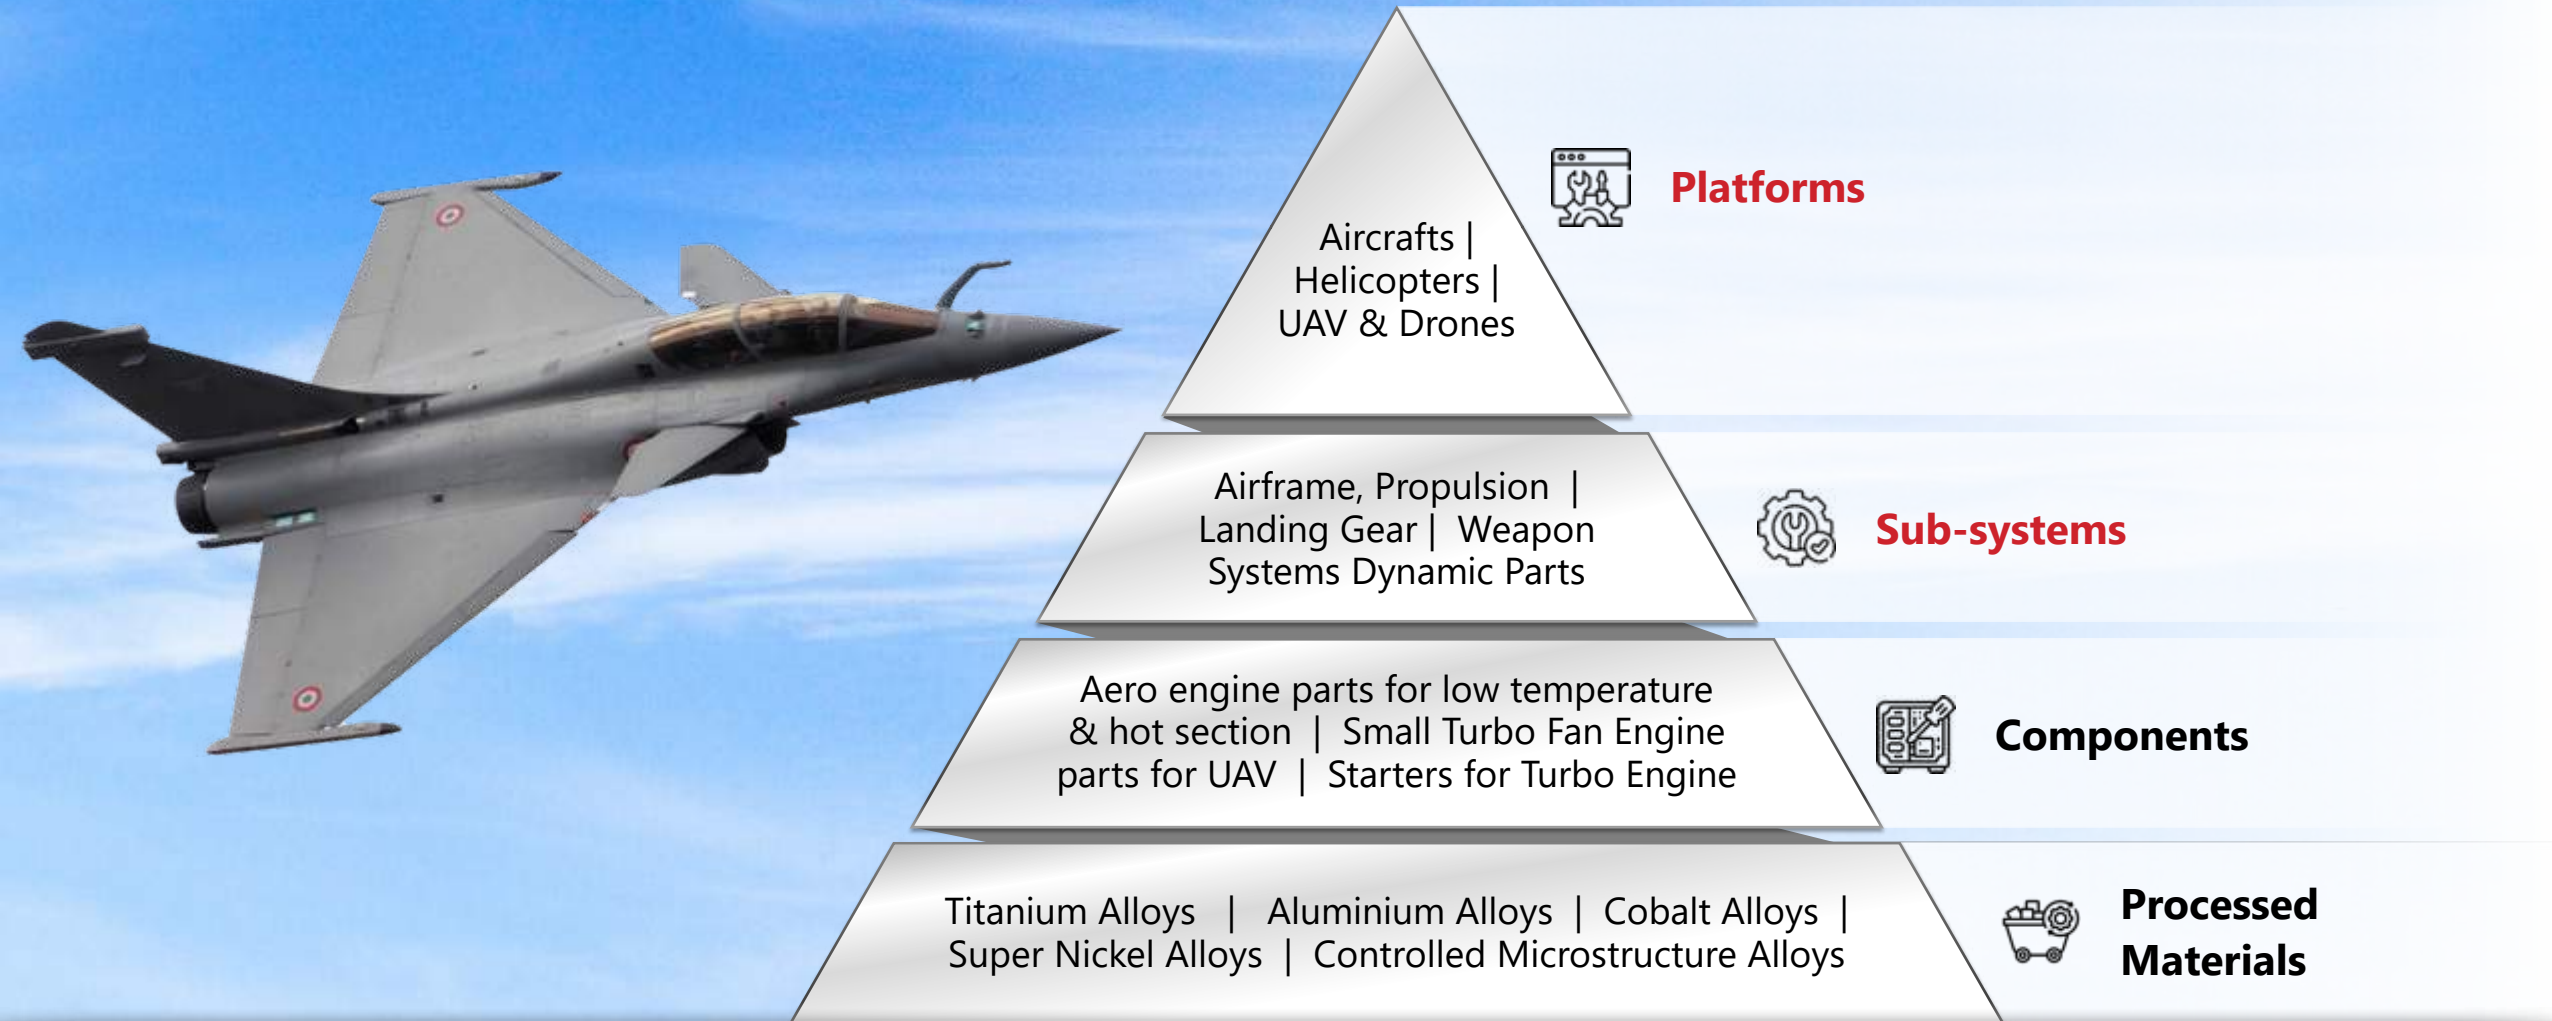 Aircrafts |
Helicopters |
UAV & Drones
Platforms
Airframe, Propulsion |
Landing Gear | Weapon
Systems Dynamic Parts
Sub-systems
Aero engine parts for low temperature
& hot section | Small Turbo Fan Engine
parts for UAV | Starters for Turbo Engine
Components
Titanium Alloys | Aluminium Alloys | Cobalt Alloys |
Super Nickel Alloys | Controlled Microstructure Alloys
Processed
Materials